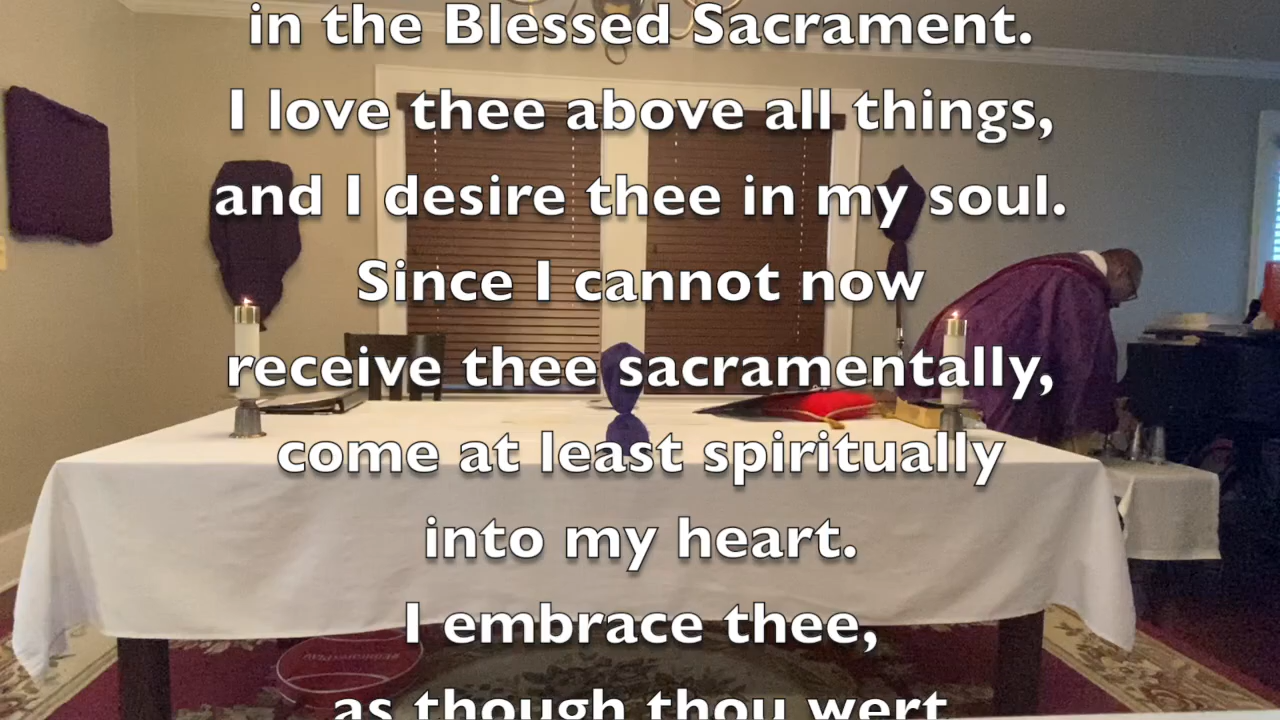 in the Blessed Sacrament.
I love thee above all things,
and I desire thee in my soul.
Since I cannot now
receive thee sacramentally,
come at least spiritually
into my heart.
I embrace thee,
as though thou wert